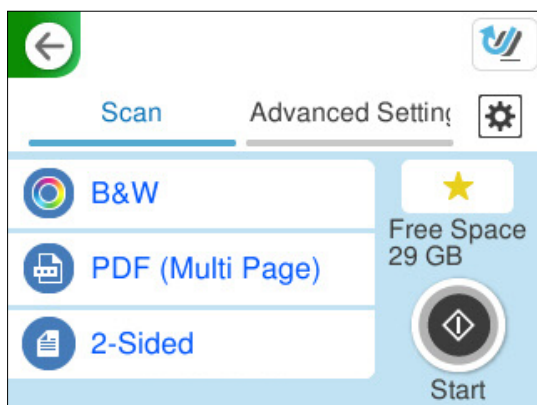 Scan
Advanced Setting
B&W
PDF (Multi Page)
2-Sided
Free Space
29 GB
Start